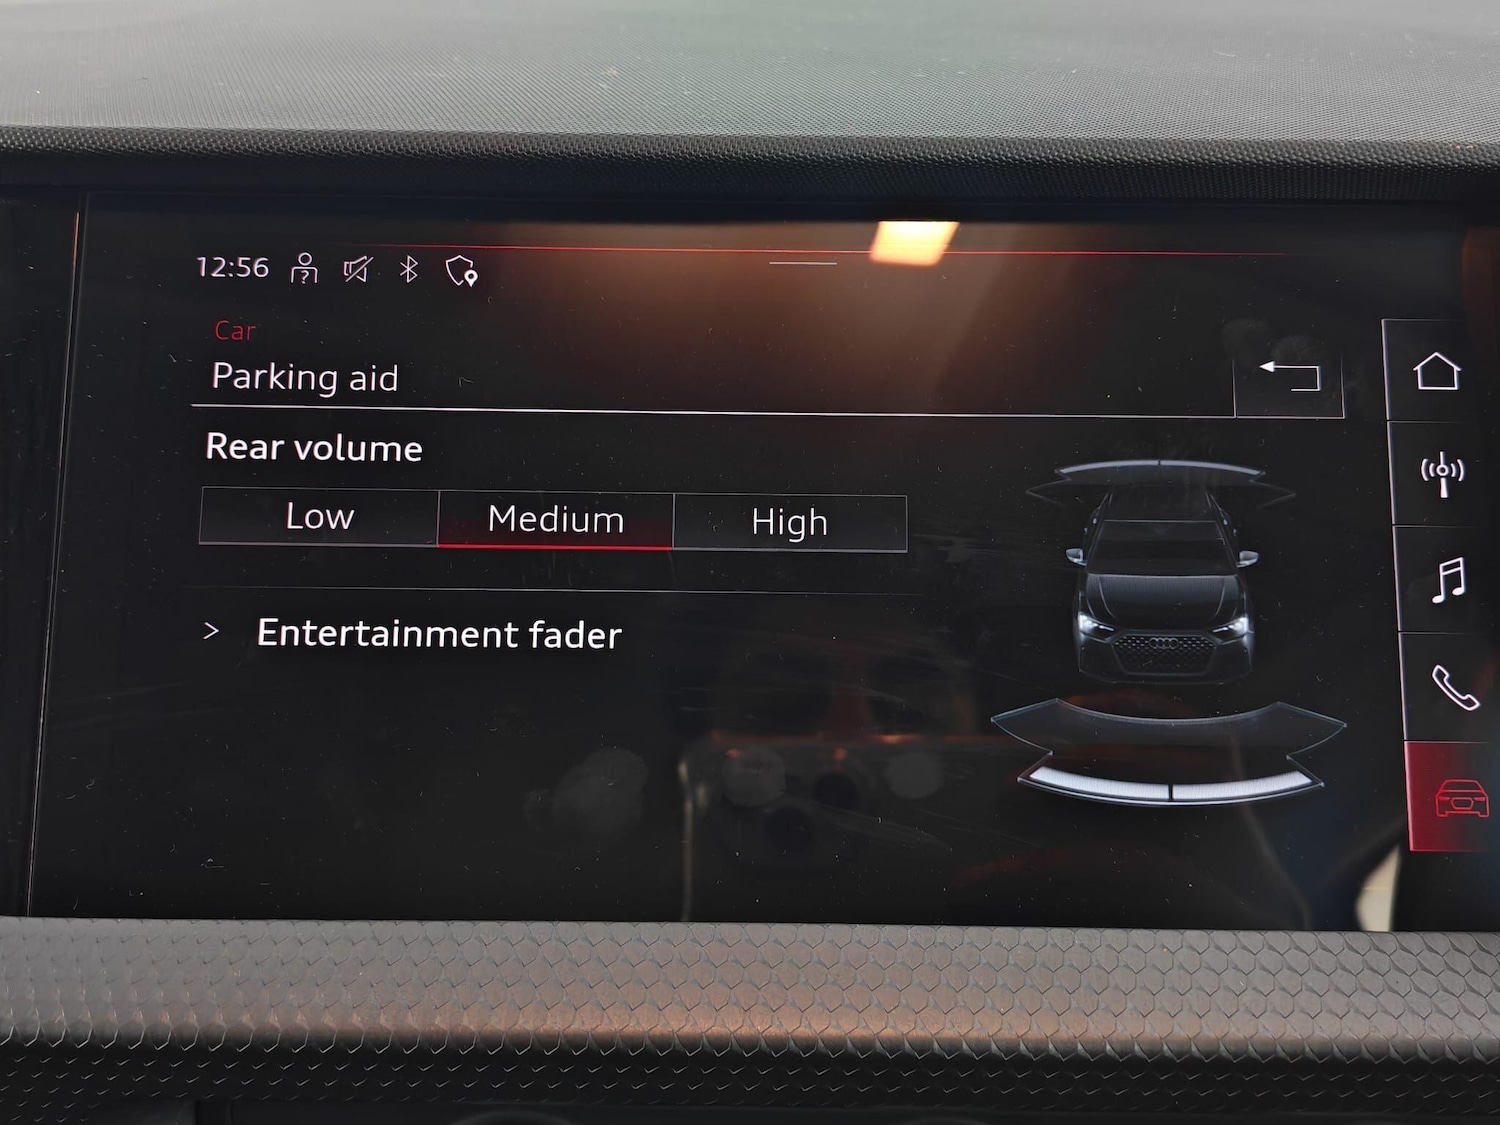 12:56
Car
Parking aid
Rear volume
Low Medium High
> Entertainment fader